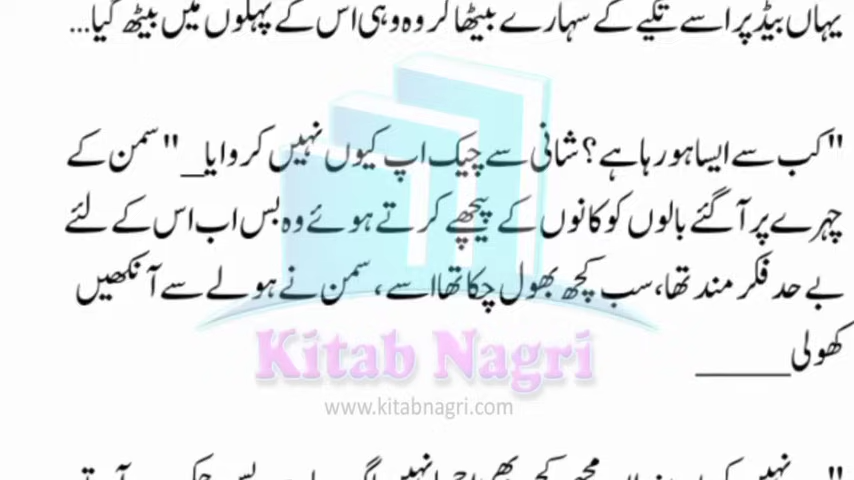 یہاں بیڈ پر اسے تکیے کے سہارے بیٹھا کر وہ وہی اس کے پہلوں میں بیٹھ گیا...
"کب سے ایسا ہو رہا ہے؟ شانی سے چیک اپ کیوں نہیں کروایا_" سمن کے
چہرے پر آ گئے بالوں کو کانوں کے پیچھے کرتے ہوئے وہ بس اب اس کے لئے
بے حد فکر مند تھا، سب کچھ بھول چکا تھا اسے، سمن نے ہولے سے آنکھیں
کھولی______
Kitab Nagri
www.kitabnagri.com